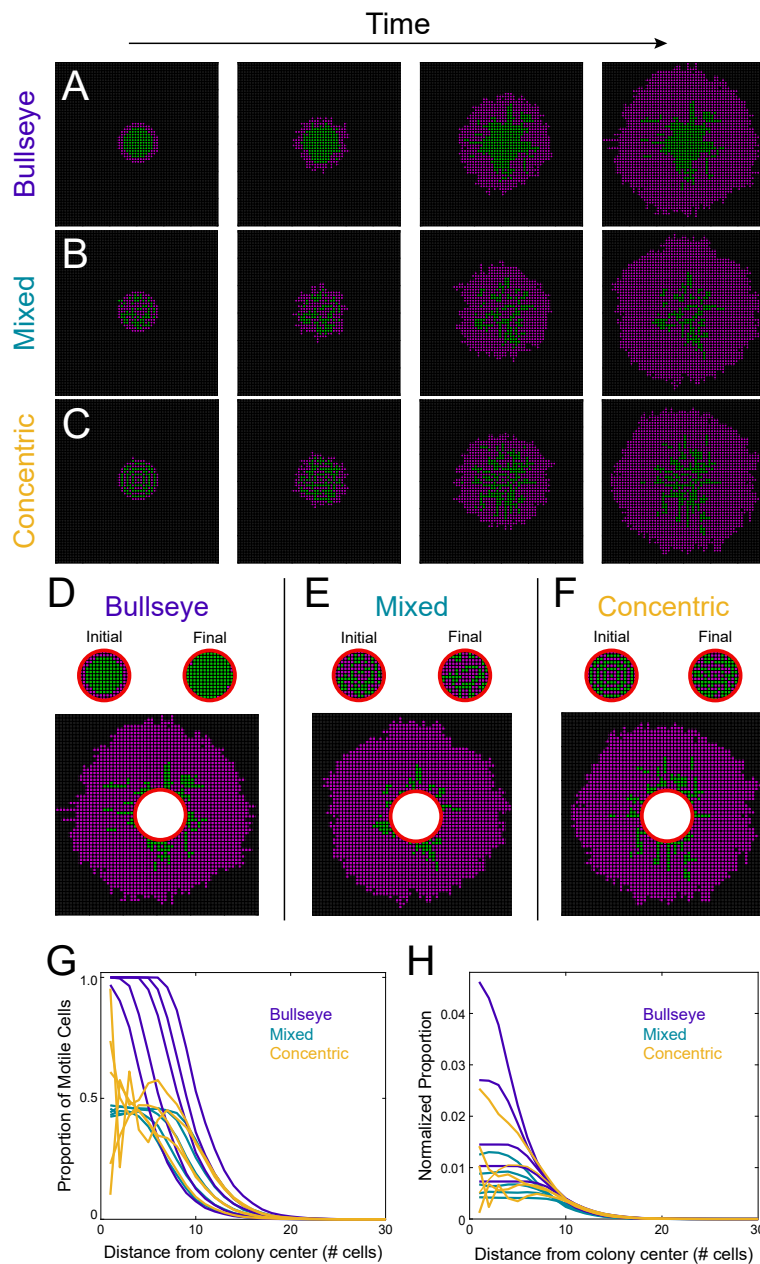 Time
A
Bullseye
B
Mixed
C
Concentric
D
Bullseye
Initial
Final
E
Mixed
Initial
Final
F
Concentric
Initial
Final
G
1.0
0.5
0
0
10
20
30
Proportion of Motile Cells
Distance from colony center (# cells)
Bullseye
Mixed
Concentric
H
0.04
0.03
0.02
0.01
0
0
10
20
30
Normalized Proportion
Distance from colony center (# cells)
Bullseye
Mixed
Concentric